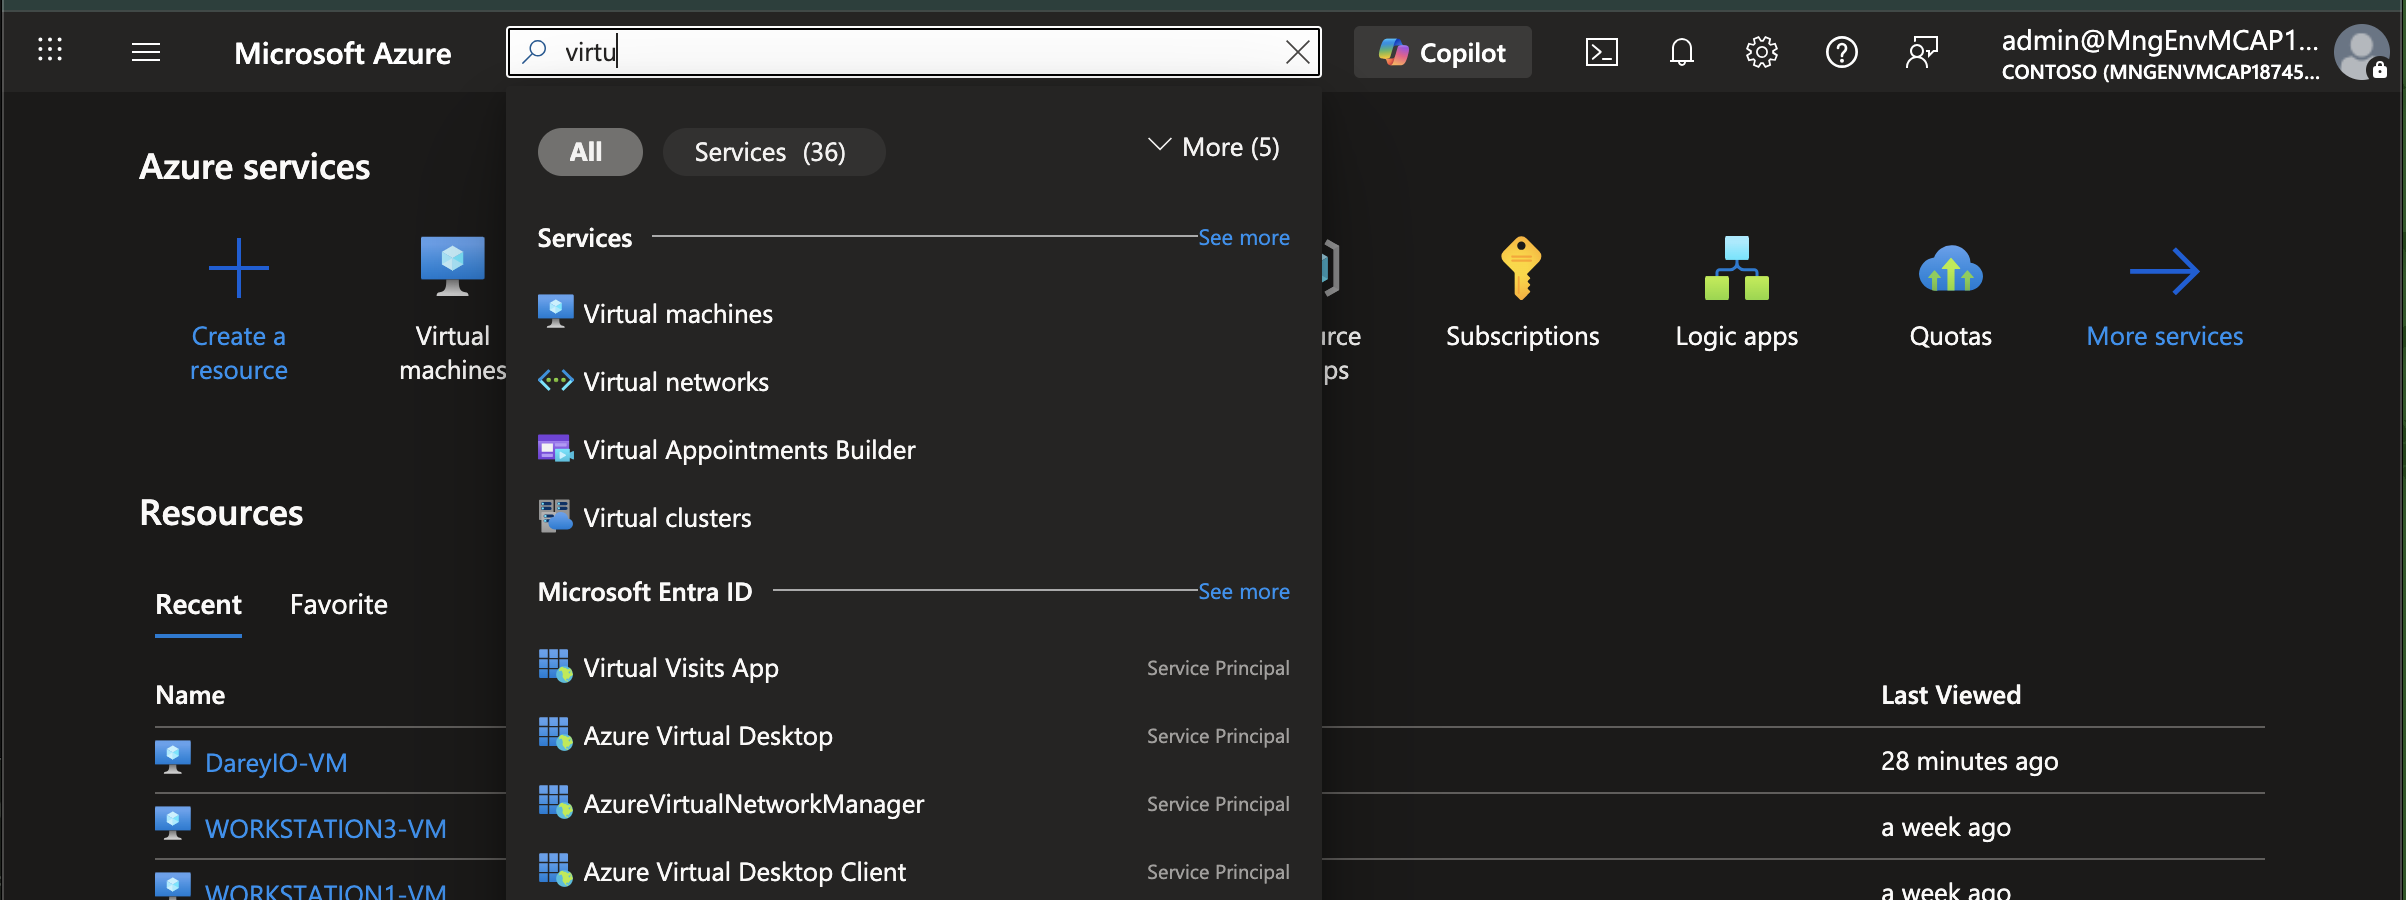 Microsoft Azure
virtu
Copilot
admin@MngEnvMCAP1...
CONTOSO (MNGENVMCAP18745...
All
Services (36)
More (5)
Azure services
Services
See more
Create a
resource
Virtual
machines
Virtual machines
Virtual networks
Virtual Appointments Builder
Virtual clusters
Subscriptions
Logic apps
Quotas
More services
Resources
Microsoft Entra ID
See more
Recent
Favorite
Virtual Visits App
Service Principal
Azure Virtual Desktop
Service Principal
AzureVirtualNetworkManager
Service Principal
Azure Virtual Desktop Client
Service Principal
Name
Last Viewed
DareyIO-VM
28 minutes ago
WORKSTATION3-VM
a week ago
WORKSTATION1-VM
a week ago